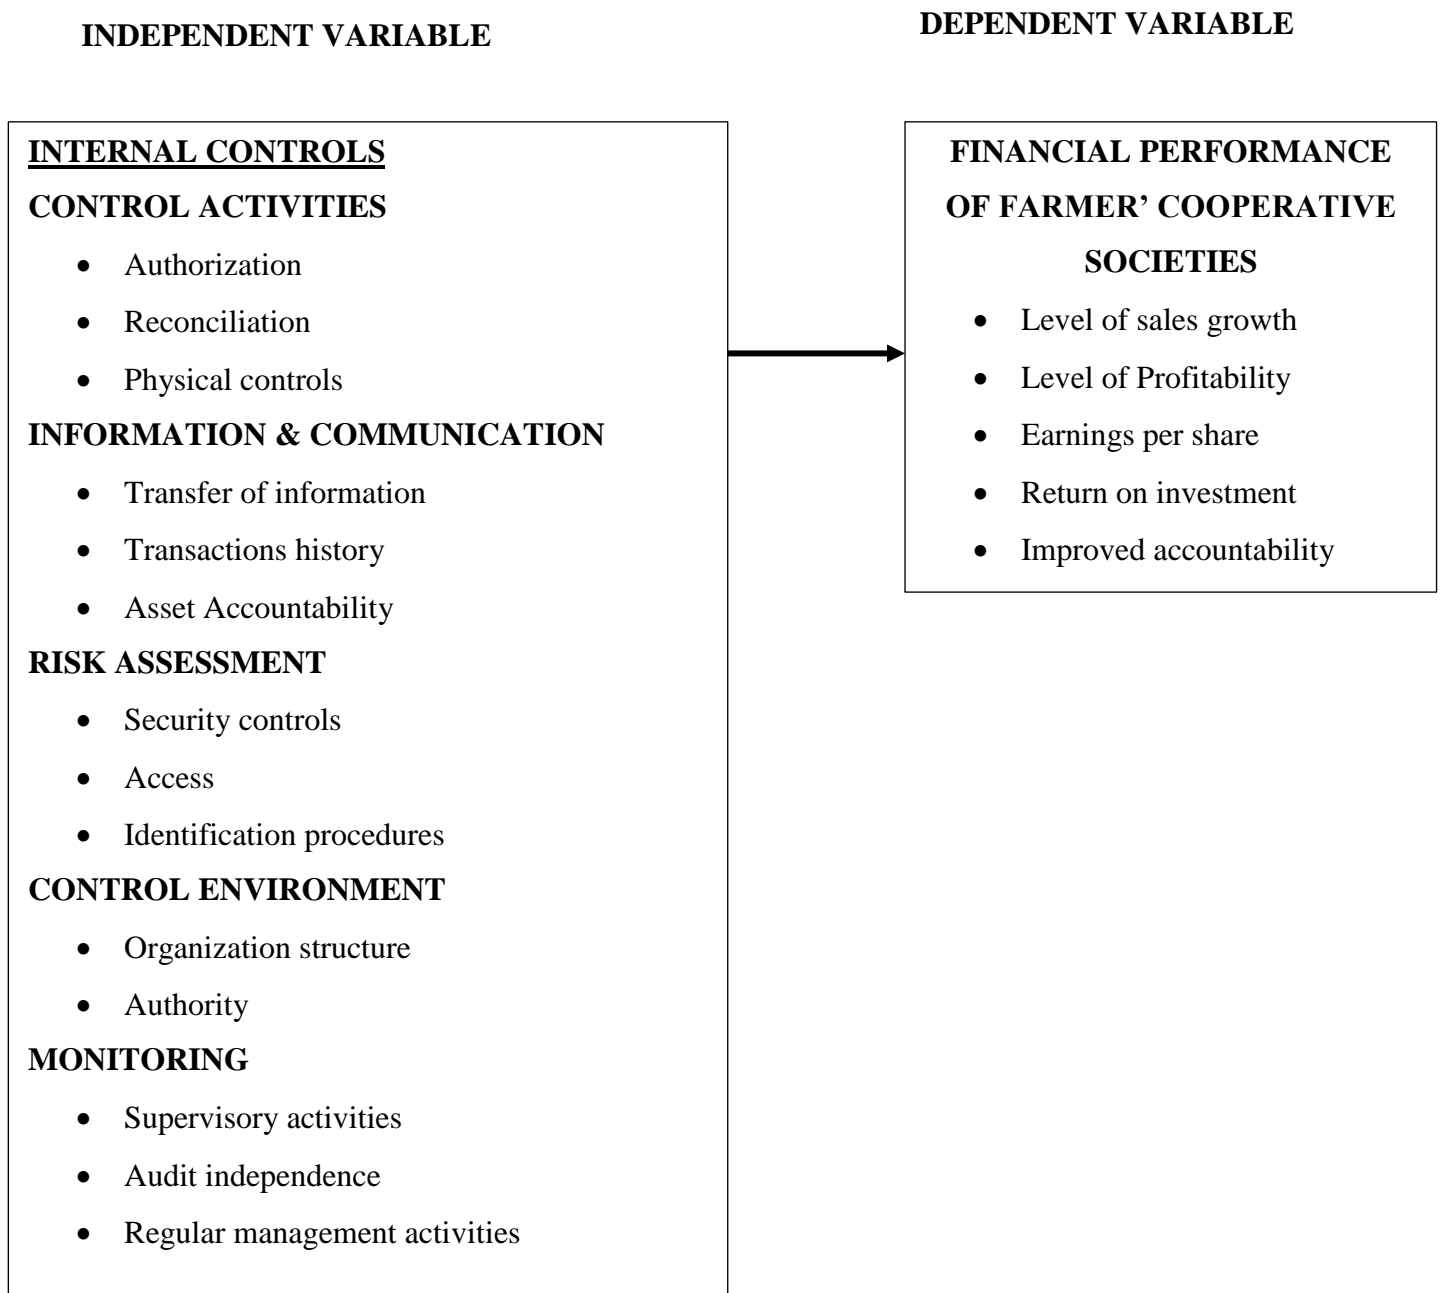 INDEPENDENT VARIABLE
DEPENDENT VARIABLE
INTERNAL CONTROLS
CONTROL ACTIVITIES
• Authorization
• Reconciliation
• Physical controls
INFORMATION & COMMUNICATION
• Transfer of information
• Transactions history
• Asset Accountability
RISK ASSESSMENT
• Security controls
• Access
• Identification procedures
CONTROL ENVIRONMENT
• Organization structure
• Authority
MONITORING
• Supervisory activities
• Audit independence
• Regular management activities
FINANCIAL PERFORMANCE
OF FARMER’ COOPERATIVE
SOCIETIES
• Level of sales growth
• Level of Profitability
• Earnings per share
• Return on investment
• Improved accountability